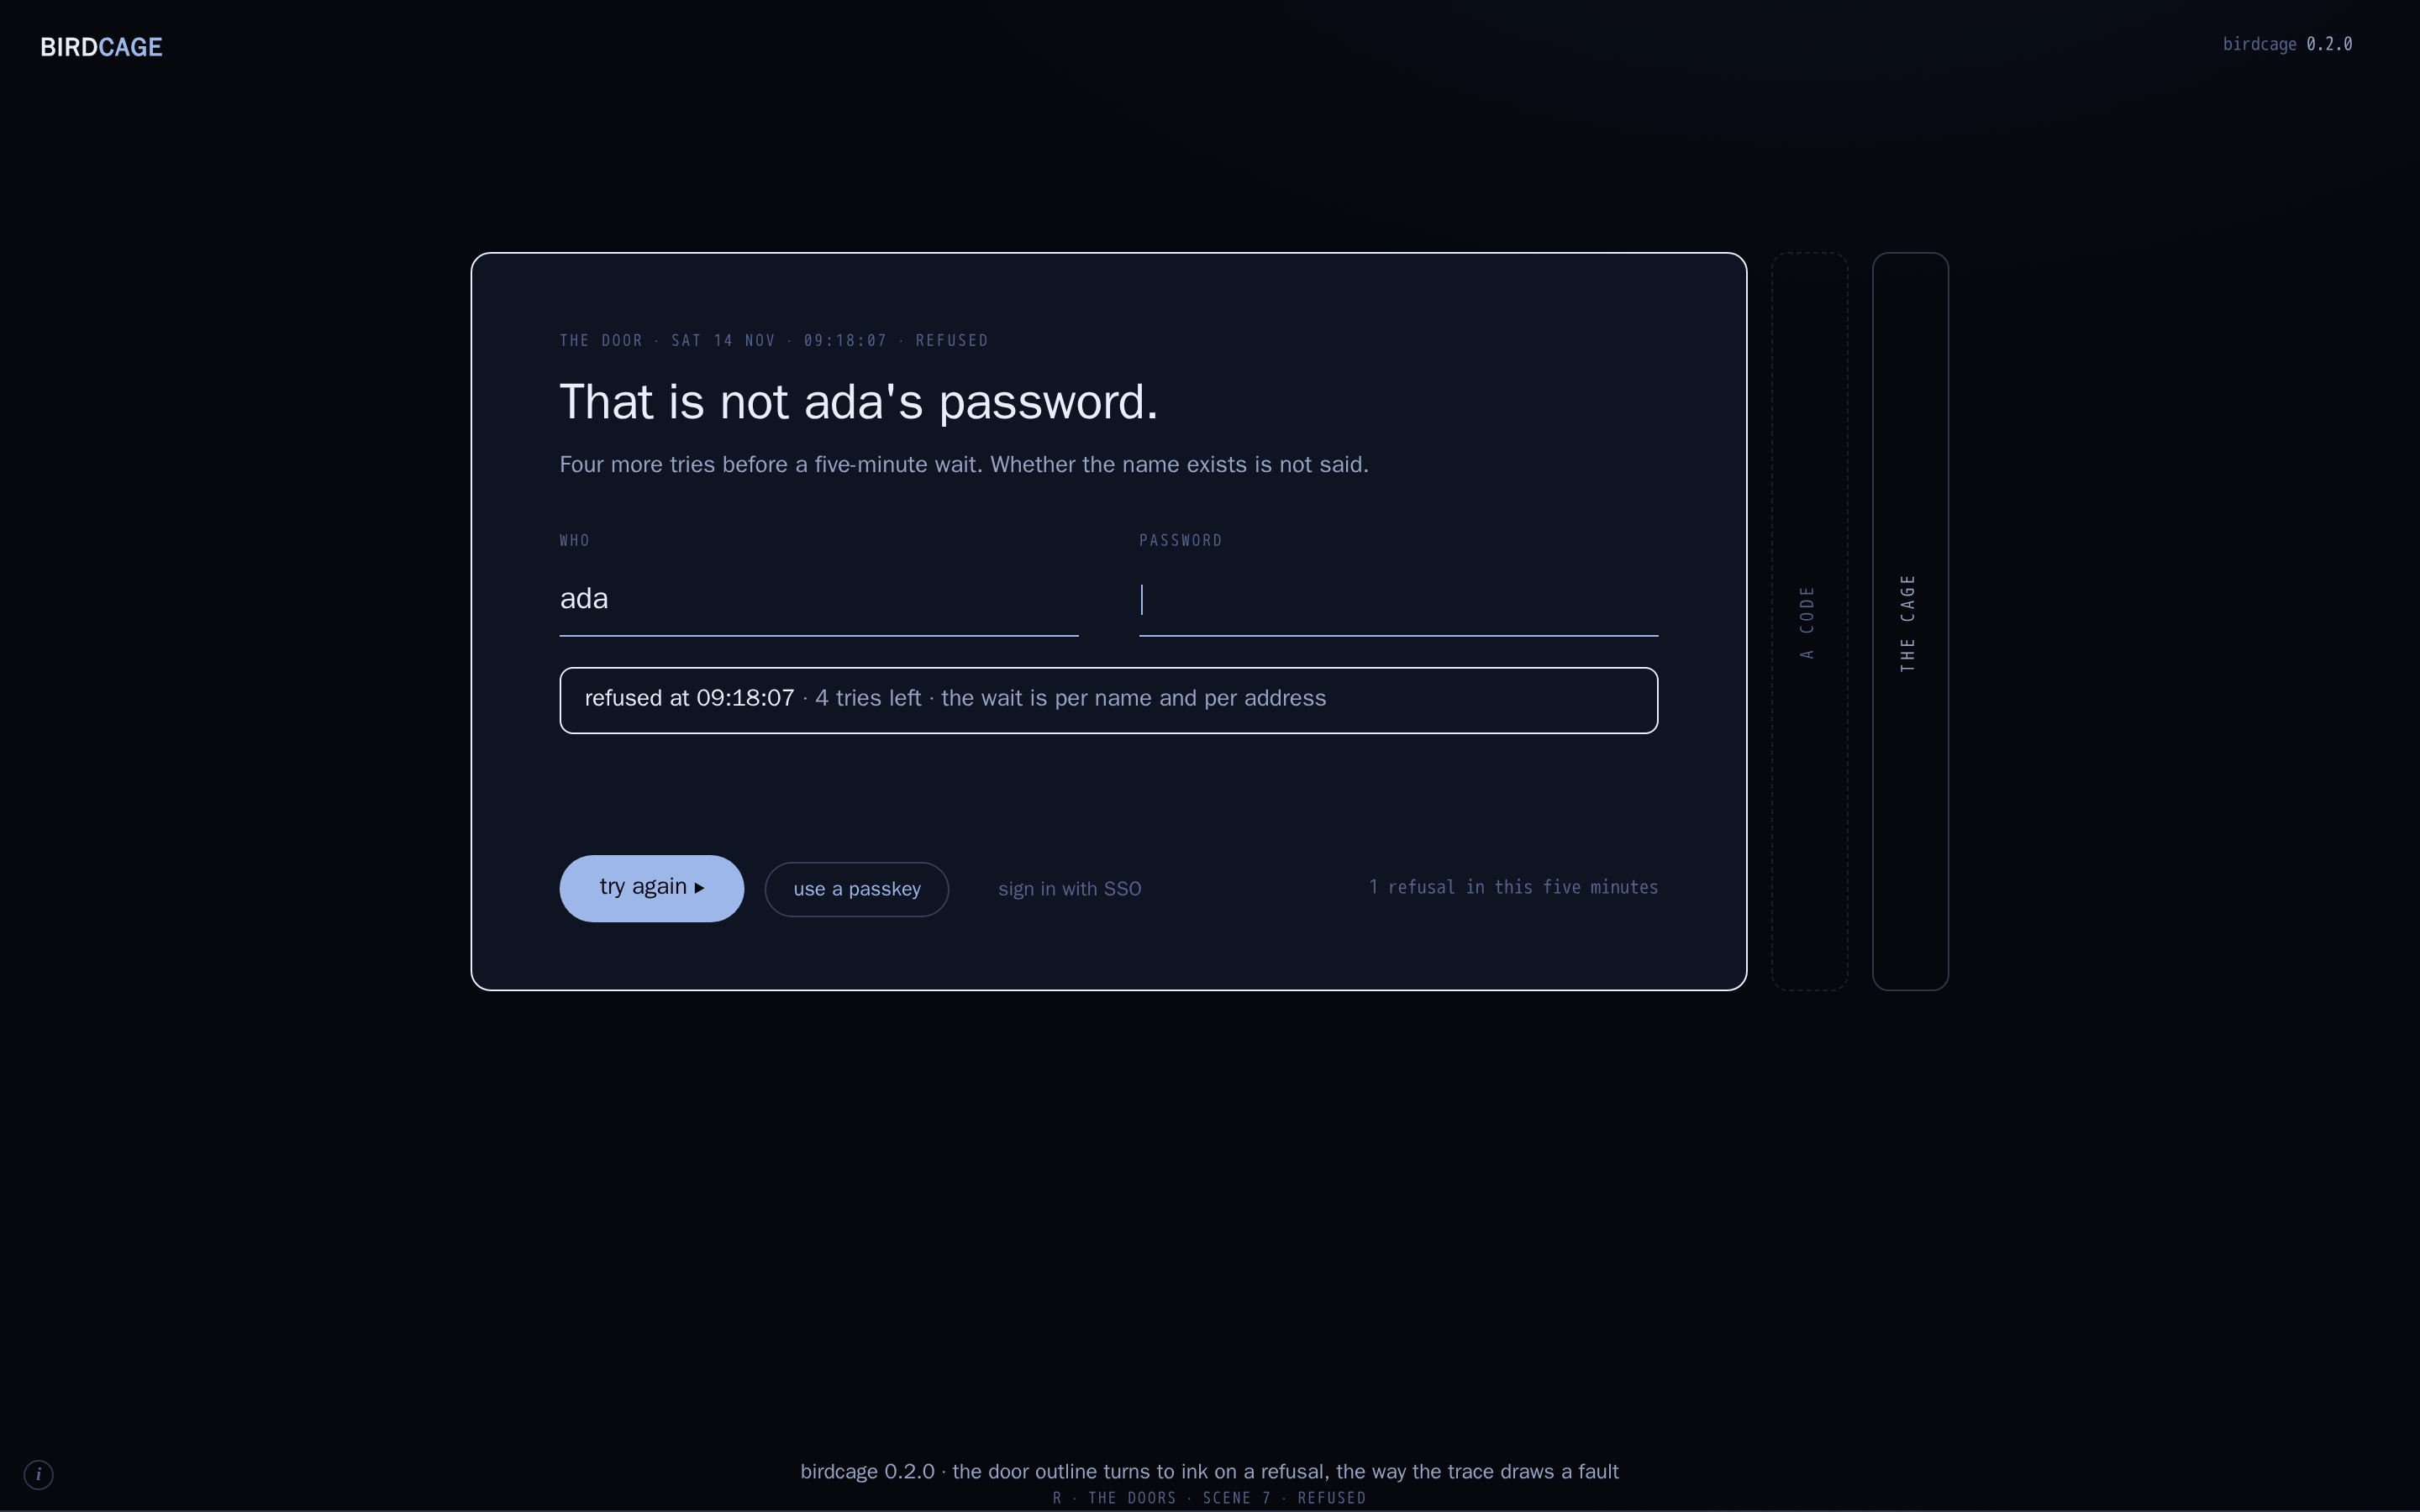 BIRDCAGE
birdcage 0.2.0
THE DOOR · SAT 14 NOV · 09:18:07 · REFUSED
That is not ada's password.
Four more tries before a five-minute wait. Whether the name exists is not said.
WHO
PASSWORD
ada
refused at 09:18:07 · 4 tries left · the wait is per name and per address
try again
use a passkey
sign in with SSO
1 refusal in this five minutes
A CODE
THE CAGE
i
birdcage 0.2.0 · the door outline turns to ink on a refusal, the way the trace draws a fault
R · THE DOORS · SCENE 7 · REFUSED